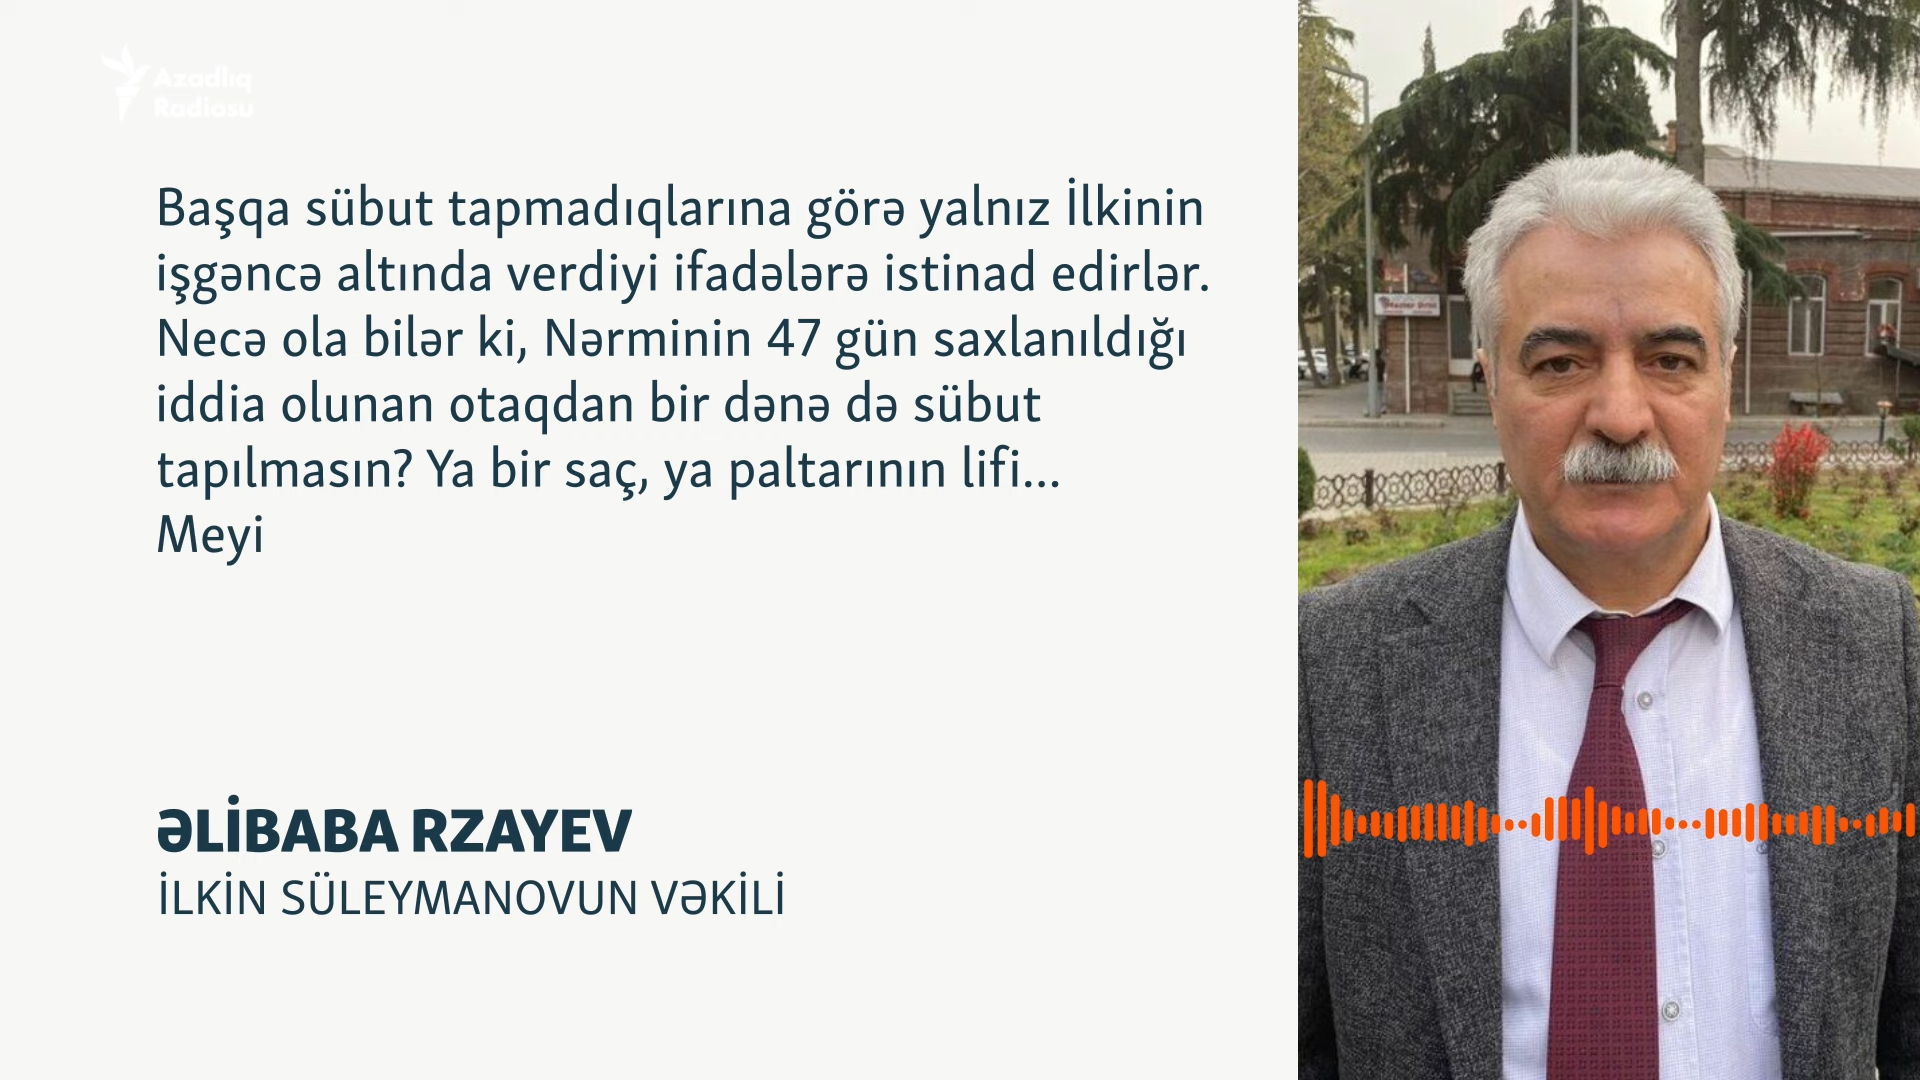 Azadlıq
Radiosu
Başqa sübut tapmadıqlarına görə yalnız İlkinin
işgəncə altında verdiyi ifadələrə istinad edirlər.
Necə ola bilər ki, Nərminin 47 gün saxlanıldığı
iddia olunan otaqdan bir dənə də sübut
tapılmasın? Ya bir saç, ya paltarının lifi...
Meyi
ƏLİBABA RZAYEV
İLKİN SÜLEYMANOVUN VƏKİLİ